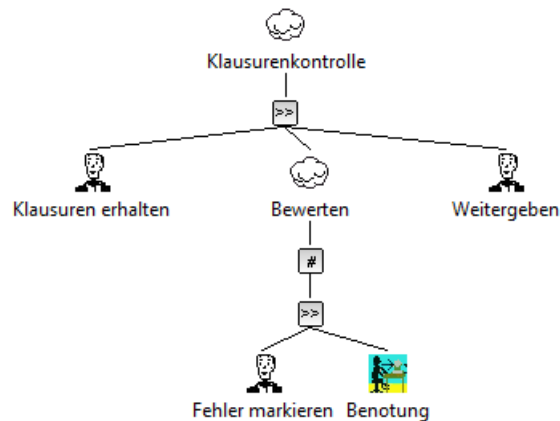 Klausurenkontrolle
>>
Klausuren erhalten Bewerten Weitergeben
#
>>
Fehler markieren Benotung